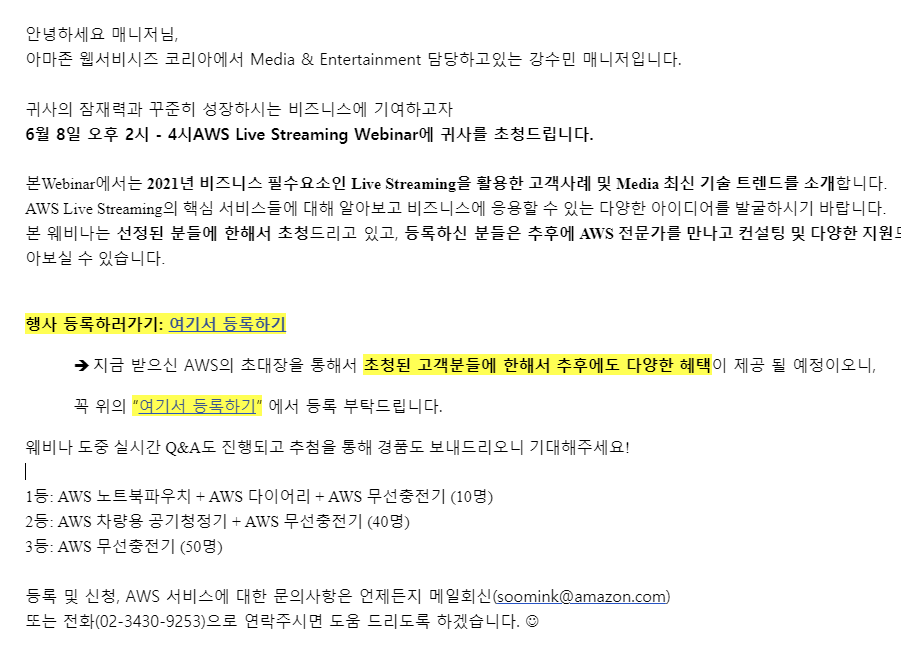 안녕하세요 매니저님,
아마존 웹서비시즈 코리아에서 Media & Entertainment 담당하고있는 강수민 매니저입니다.
귀사의 잠재력과 꾸준히 성장하시는 비즈니스에 기여하고자
6월 8일 오후 2시 - 4시AWS Live Streaming Webinar에 귀사를 초청드립니다.
본Webinar에서는 2021년 비즈니스 필수요소인 Live Streaming을 활용한 고객사례 및 Media 최신 기술 트렌드를 소개합니다.
AWS Live Streaming의 핵심 서비스들에 대해 알아보고 비즈니스에 응용할 수 있는 다양한 아이디어를 발굴하시기 바랍니다.
본 웨비나는 선정된 분들에 한해서 초청드리고 있고, 등록하신 분들은 추후에 AWS 전문가를 만나고 컨설팅 및 다양한 지원
아보실 수 있습니다.
행사 등록하러가기: 여기서 등록하기
➔ 지금 받으신 AWS의 초대장을 통해서 초청된 고객분들에 한해서 추후에도 다양한 혜택이 제공 될 예정이오니,
꼭 위의 "여기서 등록하기" 에서 등록 부탁드립니다.
웨비나 도중 실시간 Q&A도 진행되고 추첨을 통해 경품도 보내드리오니 기대해주세요!
1등: AWS 노트북파우치 + AWS 다이어리 + AWS 무선충전기 (10명)
2등: AWS 차량용 공기청정기 + AWS 무선충전기 (40명)
3등: AWS 무선충전기 (50명)
등록 및 신청, AWS 서비스에 대한 문의사항은 언제든지 메일회신(soomink@amazon.com)
또는 전화(02-3430-9253)으로 연락주시면 도움 드리도록 하겠습니다. ☺